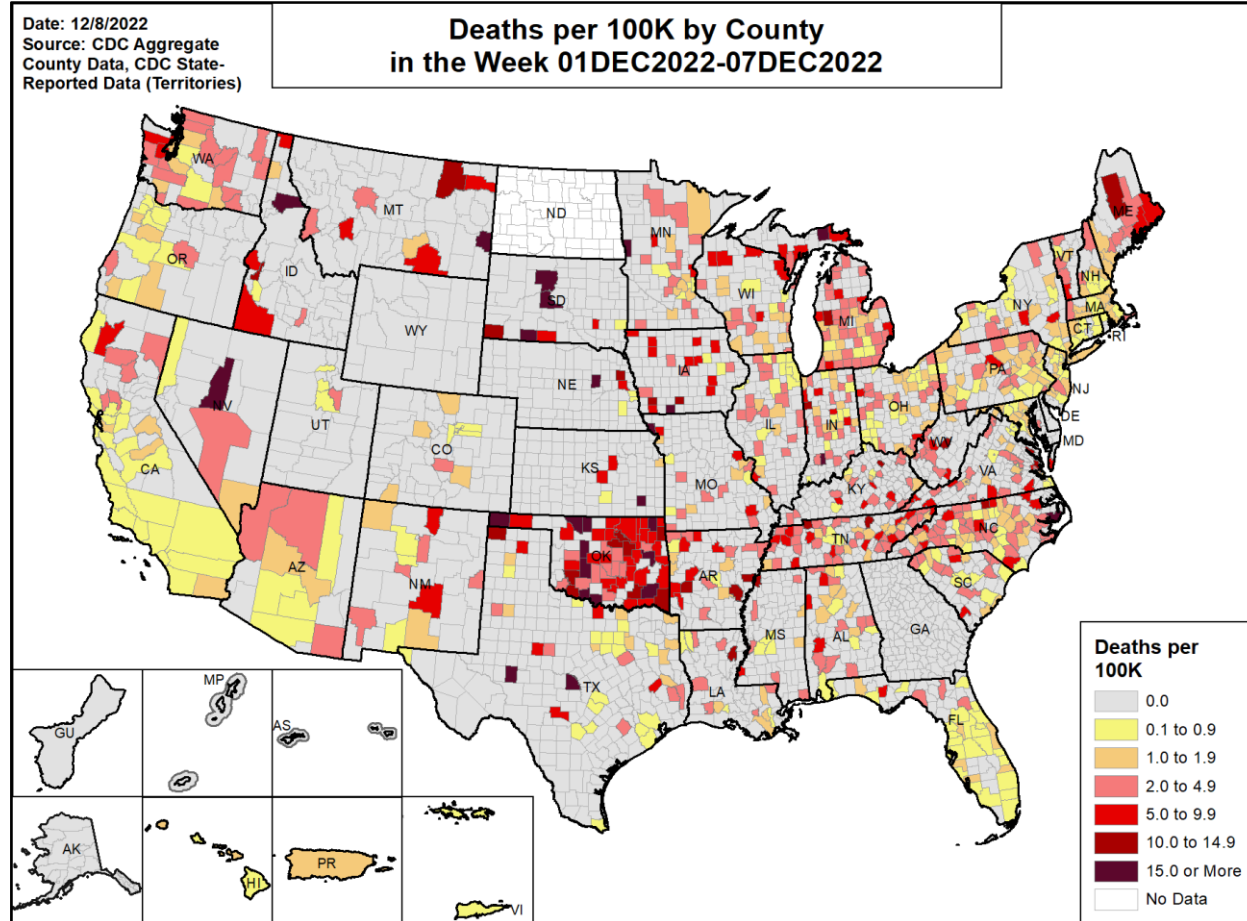 Date: 12/8/2022
Source: CDC Aggregate
County Data, CDC State-
Reported Data (Territories)
Deaths per 100K by County
in the Week 01DEC2022-07DEC2022
WA
MT
ND
MN
ME
OR
ID
SD
WI
VT
NH
NY
MA
MI
CT
RI
WY
IA
PA
NE
NJ
NV
OH
IL
IN
DE
UT
MD
CO
WV
CA
KS
VA
MO
KY
NC
TN
OK
AZ
AR
NM
SC
MS
AL
GA
TX
LA
FL
MP
GU
AS
AK
HI
PR
VI
Deaths per
100K
0.0
0.1 to 0.9
1.0 to 1.9
2.0 to 4.9
5.0 to 9.9
10.0 to 14.9
15.0 or More
No Data